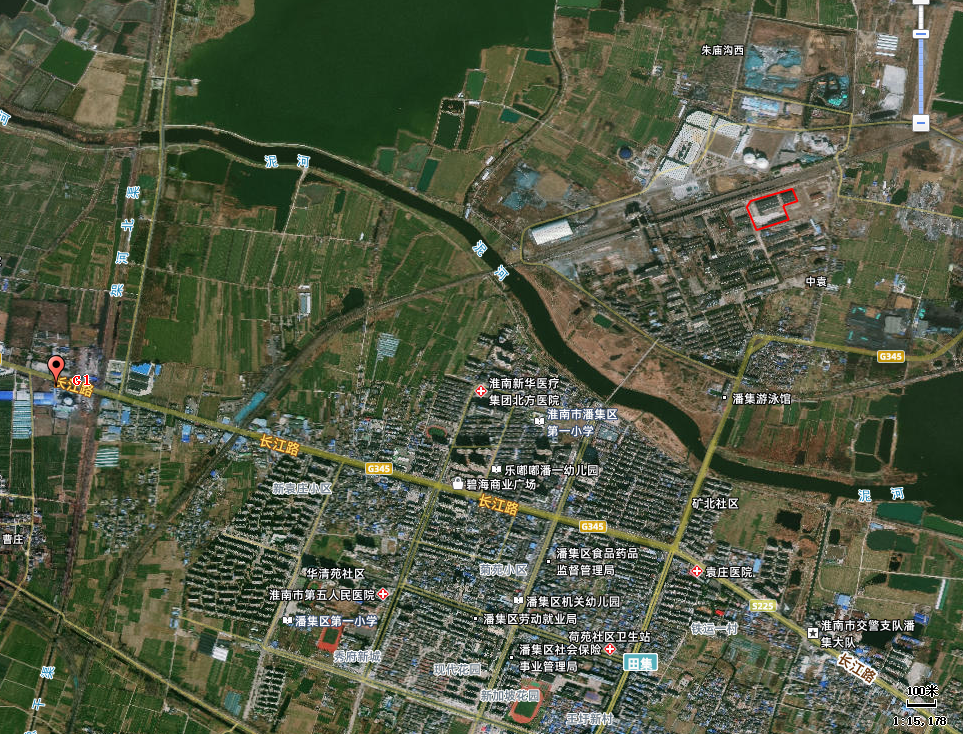 朱庙沟西
河
泥 河
泥 河
中袁
G345
G1
长江路
淮南新华医疗
集团北方医院
潘集游泳馆
淮南市潘集区
第一小学
长江路
G345
乐嘟嘟潘一幼儿园
碧海商业广场
新袁庄小区
长江路
矿北社区
泥 河
G345
曹庄
潘集区食品药品
监督管理局
菊苑小区
袁庄医院
华清苑社区
淮南市第五人民医院
潘集区机关幼儿园
S225
潘集区第一小学
潘集区劳动就业局
铁运一村
淮南市交警支队潘
集大队
荷苑社区卫生站
潘集区社会保险
事业管理局
田集
秀府新城
现代花园
长江路
新加坡花园
王圩新村
100米
1:15,178